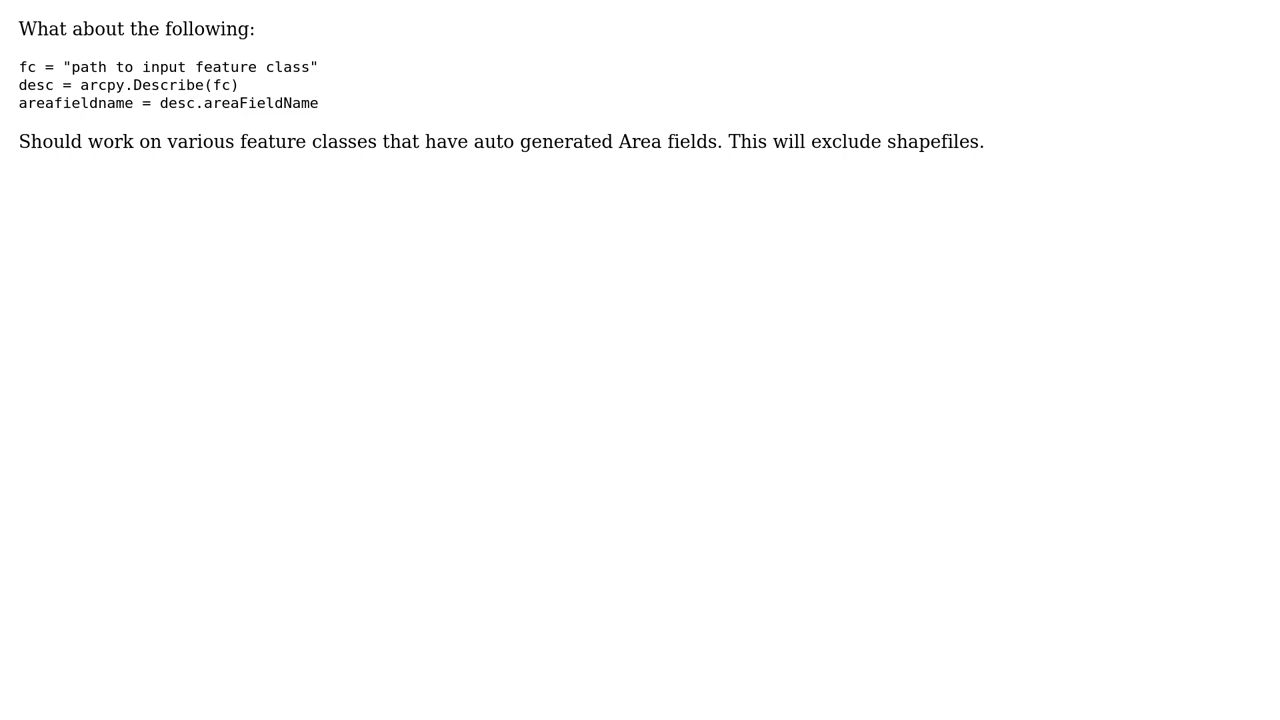 What about the following:
fc = "path to input feature class"
desc = arcpy.Describe(fc)
areafieldname = desc.areaFieldName
Should work on various feature classes that have auto generated Area fields. This will exclude shapefiles.